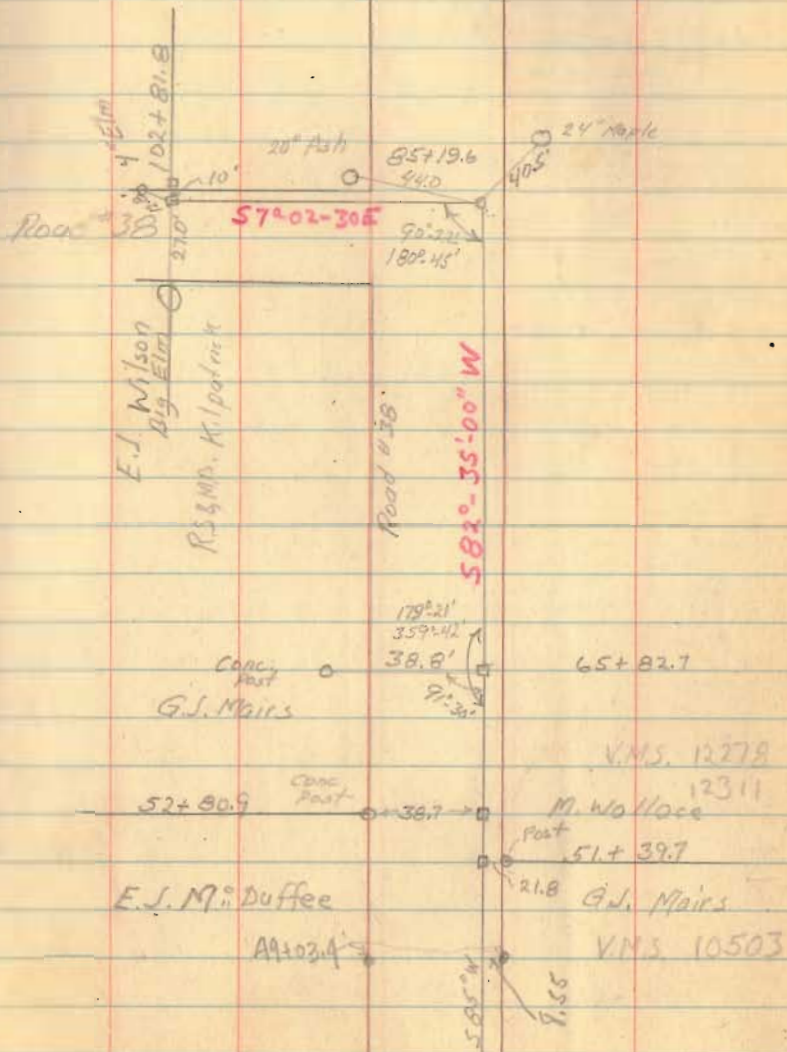 102+81.8
Elm
4
10'
27.0'
20" Ash
85+19.6
44.0
24" Maple
40.5'
Road #38
S7°-02-30E
180°-45'
E.J. Wilson
Big Elm
R.S.&M.D. Kilpatrick
Road #38
S82°-35'-00" W
179°-21'
359°-42'
38.8'
91°-30'
Conc. Post
65+82.7
G.J. Mairs
V.M.S. 12278
12311
52+80.9
Conc. Post
38.7
M. Wallace
Post
51+39.7
21.8
E.J. McDuffee
G.J. Mairs
V.M.S. 10503
49+03.4
S85°W